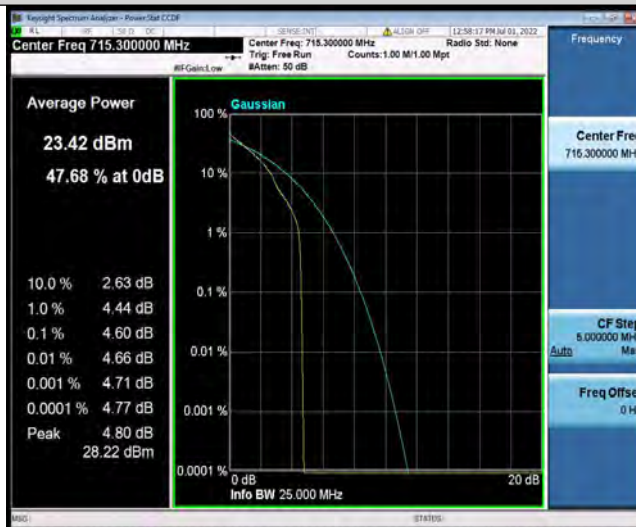 Keysight Spectrum Analyzer - Power Stat CCDF
RL RF 50 Ω DC SENSE:INT ALIGN OFF 12:58:17 PM Jul 01, 2022
Center Freq 715.300000 MHz
Center Freq: 715.300000 MHz Radio Std: None
Trig: Free Run Counts:1.00 M/1.00 Mpt
#IFGain:Low #Atten: 50 dB
Frequency
Average Power
23.42 dBm
47.68 % at 0dB
10.0 % 2.63 dB
1.0 % 4.44 dB
0.1 % 4.60 dB
0.01 % 4.66 dB
0.001 % 4.71 dB
0.0001 % 4.77 dB
Peak 4.80 dB
28.22 dBm
Gaussian
100 %
10 %
1 %
0.1 %
0.01 %
0.001 %
0.0001 %
0 dB 20 dB
Info BW 25.000 MHz
Center Fre
715.300000 MH
CF Step
5.000000 MH
Auto Ma
Freq Offse
0 H
MSG STATUS